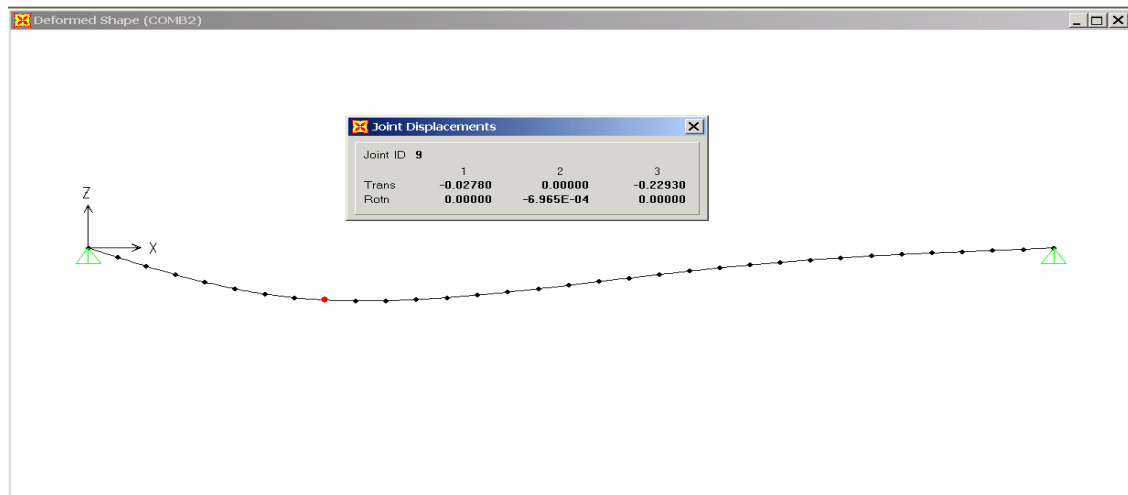 Deformed Shape (COMB2)
Joint Displacements
Joint ID 9
1 2 3
Trans -0.02780 0.00000 -0.22930
Rotn 0.00000 -6.965E-04 0.00000
Z
X